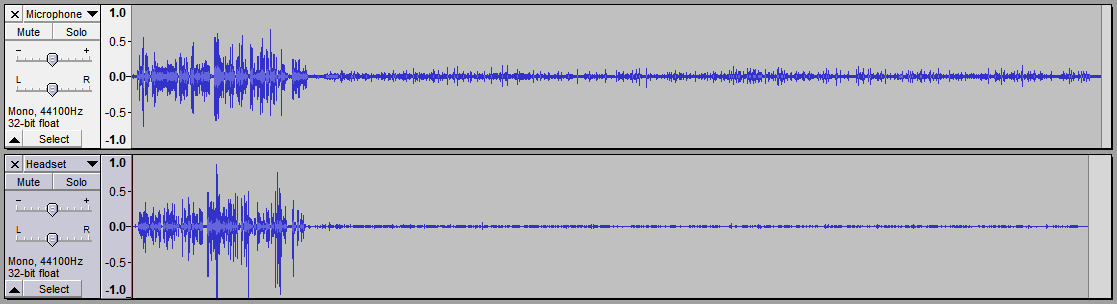 Microphone
Mute Solo
- +
L R
Mono, 44100Hz
32-bit float
Select
1.0
0.5
0.0
-0.5
-1.0
Headset
Mute Solo
- +
L R
Mono, 44100Hz
32-bit float
Select
1.0
0.5
0.0
-0.5
-1.0